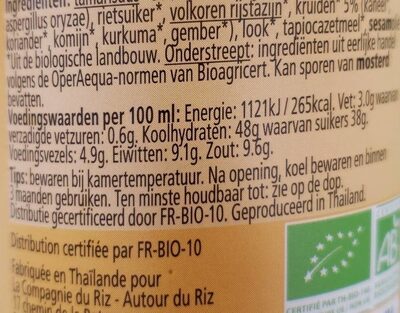 aspergillus oryzae), rietsuiker*, volkoren rijstazijn*, kruiden* 5% (kaneel*,
koriander* komijn* kurkuma*, gember*), look*, tapiocazetmeel*, sesam
*Uit de biologische landbouw. Onderstreept: ingrediënten uit eerlijke handel
volgens de OperAequa-normen van Bioagricert. Kan sporen van mosterd
bevatten.
Voedingswaarden per 100 ml: Energie: 1121kJ / 265kcal. Vet: 3.0g waarvan
verzadigde vetzuren: 0.6g. Koolhydraten: 48g waarvan suikers 38g.
Voedingsvezels: 4.9g. Eiwitten: 9.1g. Zout: 9.6g.
Tips: bewaren bij kamertemperatuur. Na opening, koel bewaren en binnen
3 maanden gebruiken. Ten minste houdbaar tot: zie op de dop.
Distributie gecertificeerd door FR-BIO-10. Geproduceerd in Thailand.
Distribution certifiée par FR-BIO-10
Fabriquée en Thaïlande pour
La Compagnie du Riz - Autour du Riz
17 chemin de la
AB